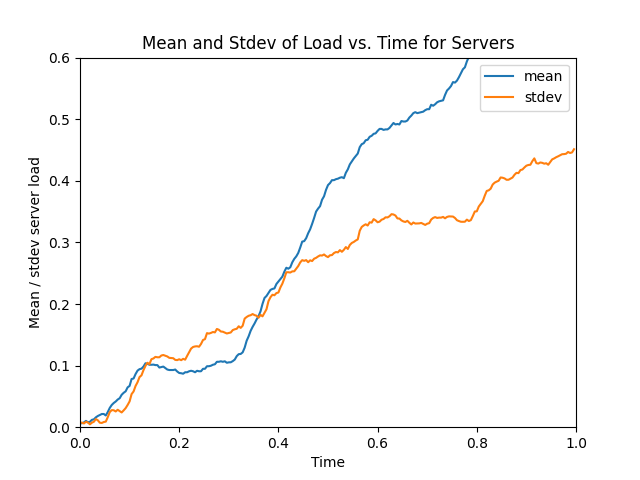 Mean and Stdev of Load vs. Time for Servers
mean
stdev
Mean / stdev server load
0.6
0.5
0.4
0.3
0.2
0.1
0.0
0.0 0.2 0.4 0.6 0.8 1.0
Time